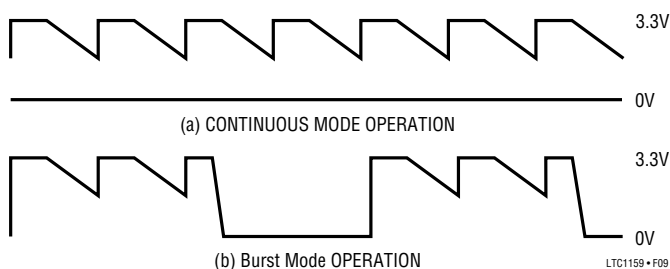 3.3V
0V
(a) CONTINUOUS MODE OPERATION
3.3V
0V
(b) Burst Mode OPERATION
LTC1159 • F09